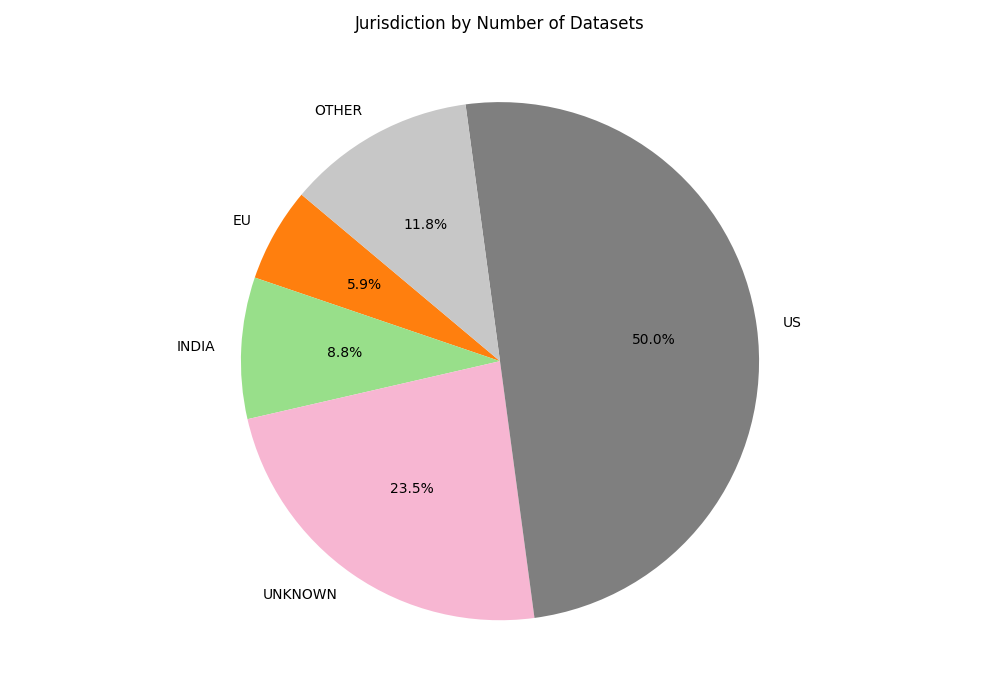 Jurisdiction by Number of Datasets
OTHER
11.8%
EU
5.9%
US
50.0%
INDIA
8.8%
23.5%
UNKNOWN